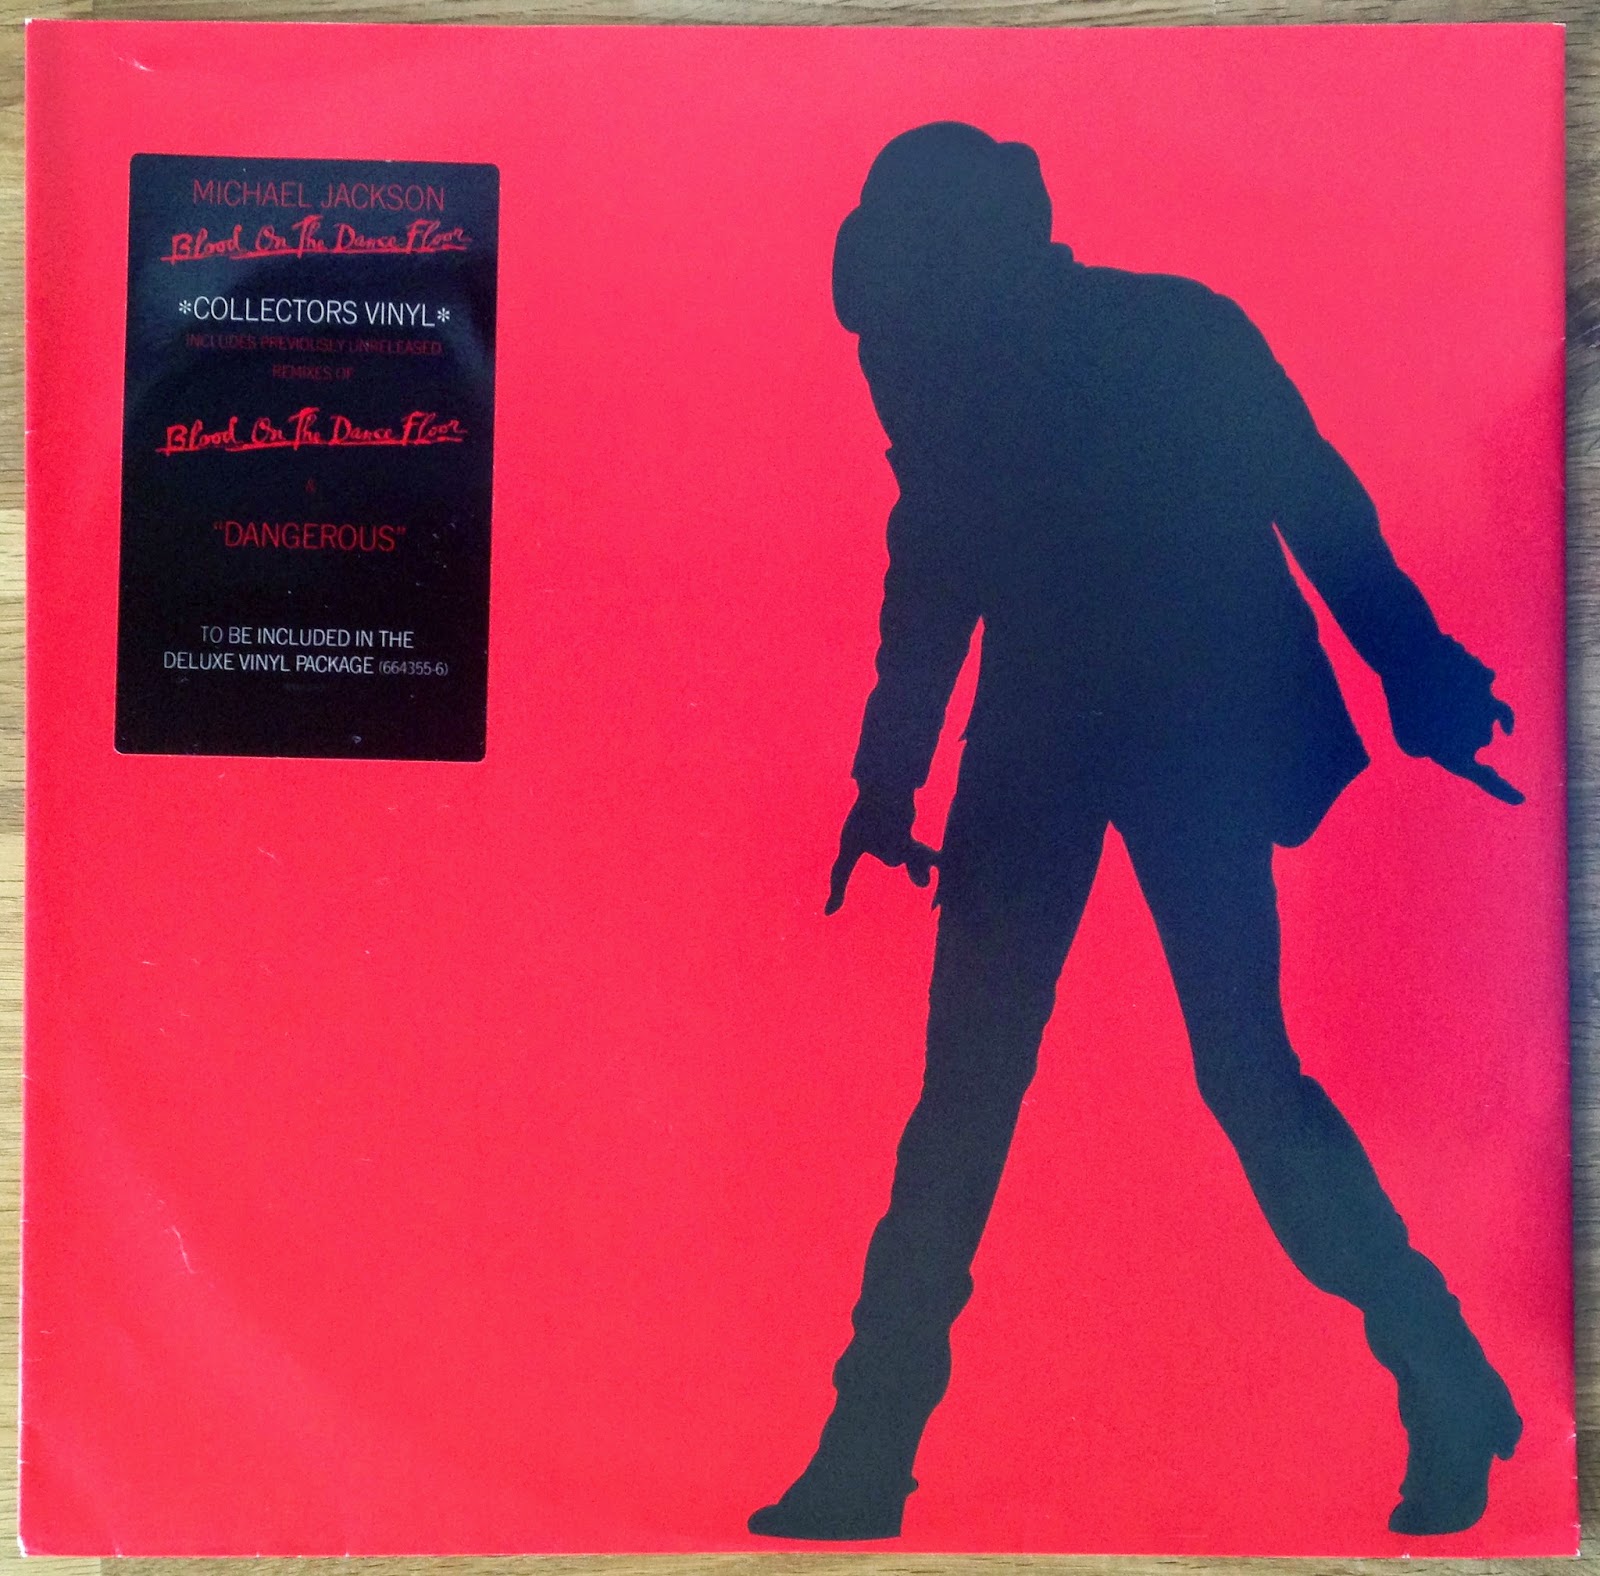 MICHAEL JACKSON
Blood On The Dance Floor
*COLLECTORS VINYL*
INCLUDES PREVIOUSLY UNRELEASED
REMIXES OF
Blood On The Dance Floor
&
"DANGEROUS"
TO BE INCLUDED IN THE
DELUXE VINYL PACKAGE (664355-6)